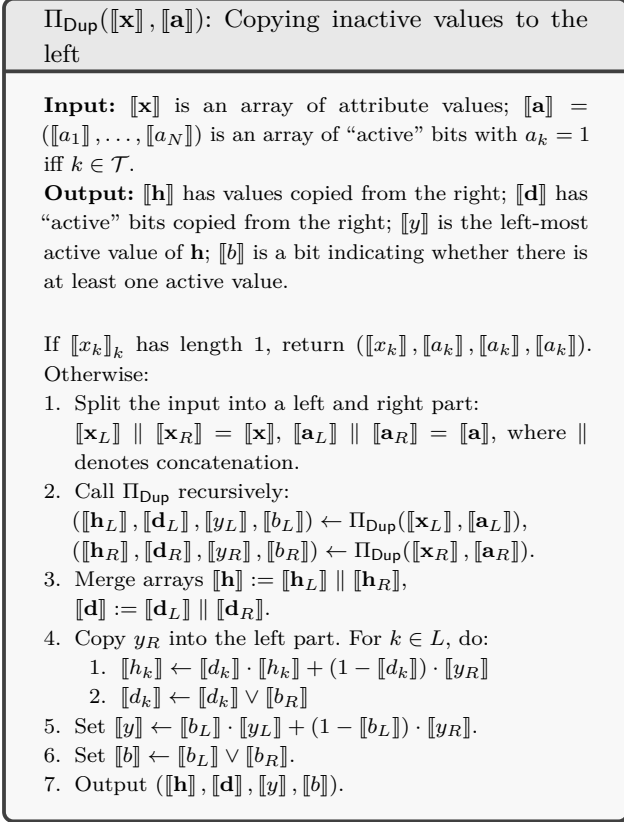 Π_Dup(⟦x⟧, ⟦a⟧): Copying inactive values to the
left
Input: ⟦x⟧ is an array of attribute values; ⟦a⟧ =
(⟦a_1⟧, . . . , ⟦a_N⟧) is an array of “active” bits with a_k = 1
iff k ∈ 𝒯.
Output: ⟦h⟧ has values copied from the right; ⟦d⟧ has
“active” bits copied from the right; ⟦y⟧ is the left-most
active value of h; ⟦b⟧ is a bit indicating whether there is
at least one active value.
If ⟦x_k⟧_k has length 1, return (⟦x_k⟧, ⟦a_k⟧, ⟦a_k⟧, ⟦a_k⟧).
Otherwise:
1. Split the input into a left and right part:
⟦x_L⟧ ∥ ⟦x_R⟧ = ⟦x⟧, ⟦a_L⟧ ∥ ⟦a_R⟧ = ⟦a⟧, where ∥
denotes concatenation.
2. Call Π_Dup recursively:
(⟦h_L⟧, ⟦d_L⟧, ⟦y_L⟧, ⟦b_L⟧) ← Π_Dup(⟦x_L⟧, ⟦a_L⟧),
(⟦h_R⟧, ⟦d_R⟧, ⟦y_R⟧, ⟦b_R⟧) ← Π_Dup(⟦x_R⟧, ⟦a_R⟧).
3. Merge arrays ⟦h⟧ := ⟦h_L⟧ ∥ ⟦h_R⟧,
⟦d⟧ := ⟦d_L⟧ ∥ ⟦d_R⟧.
4. Copy y_R into the left part. For k ∈ L, do:
1. ⟦h_k⟧ ← ⟦d_k⟧ · ⟦h_k⟧ + (1 − ⟦d_k⟧) · ⟦y_R⟧
2. ⟦d_k⟧ ← ⟦d_k⟧ ∨ ⟦b_R⟧
5. Set ⟦y⟧ ← ⟦b_L⟧ · ⟦y_L⟧ + (1 − ⟦b_L⟧) · ⟦y_R⟧.
6. Set ⟦b⟧ ← ⟦b_L⟧ ∨ ⟦b_R⟧.
7. Output (⟦h⟧, ⟦d⟧, ⟦y⟧, ⟦b⟧).